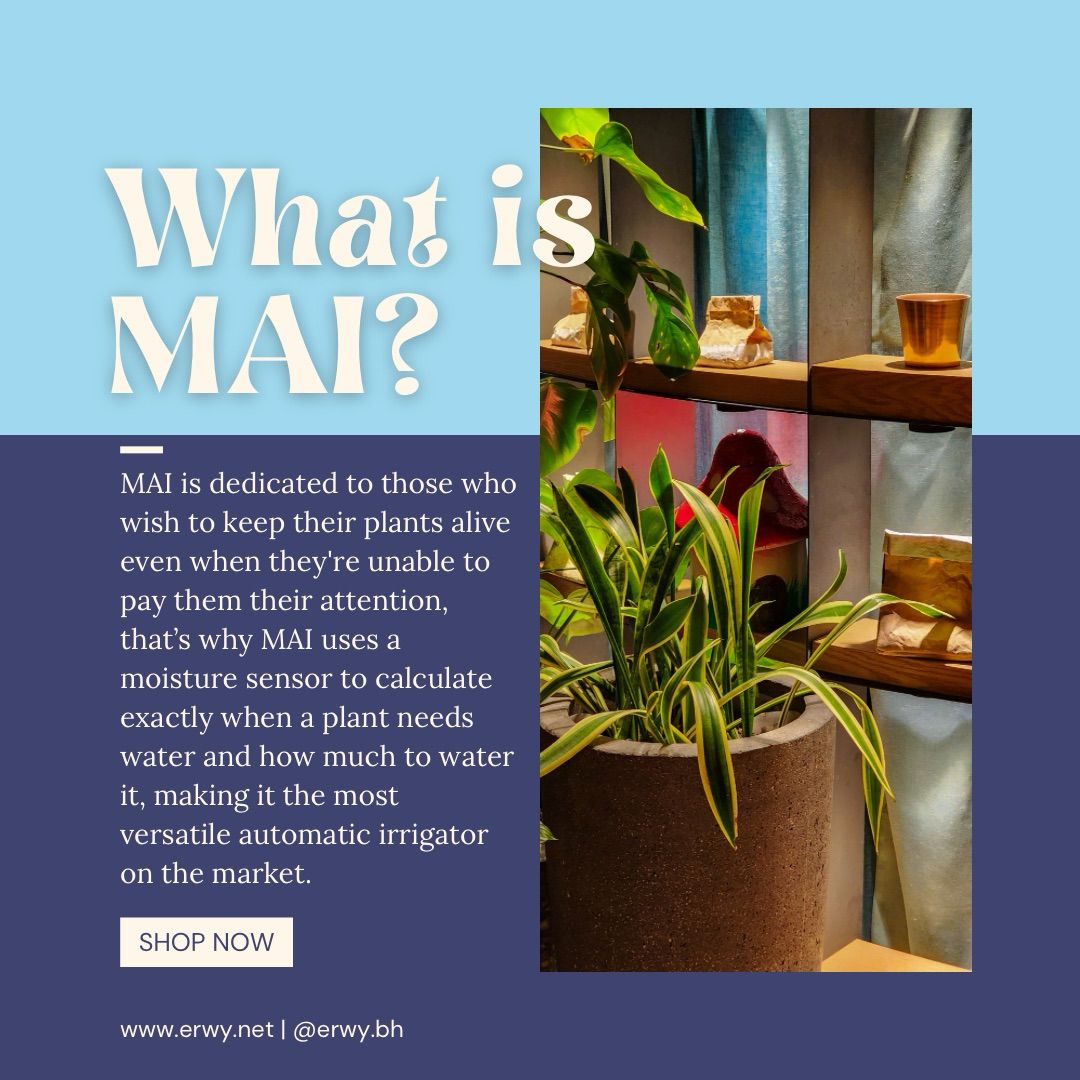 What is
MAI?
MAI is dedicated to those who
wish to keep their plants alive
even when they're unable to
pay them their attention,
that’s why MAI uses a
moisture sensor to calculate
exactly when a plant needs
water and how much to water
it, making it the most
versatile automatic irrigator
on the market.
SHOP NOW
www.erwy.net | @erwy.bh